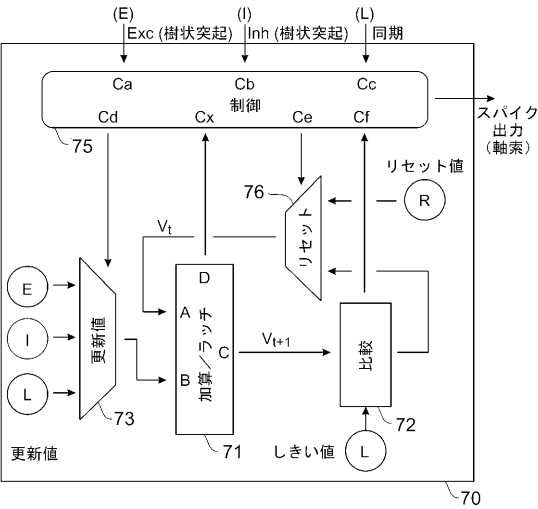 (E) (I) (L)
Exc (樹状突起) Inh (樹状突起) 同期
Ca Cb Cc
制御
Cd Cx Ce Cf
75
スパイク
出力
(軸索)
76
リセット値
リセット
R
Vt
E
D
A
I
更新値
加算/ラッチ
C
Vt+1
比較
B
L
73
71
72
更新値
しきい値
L
70